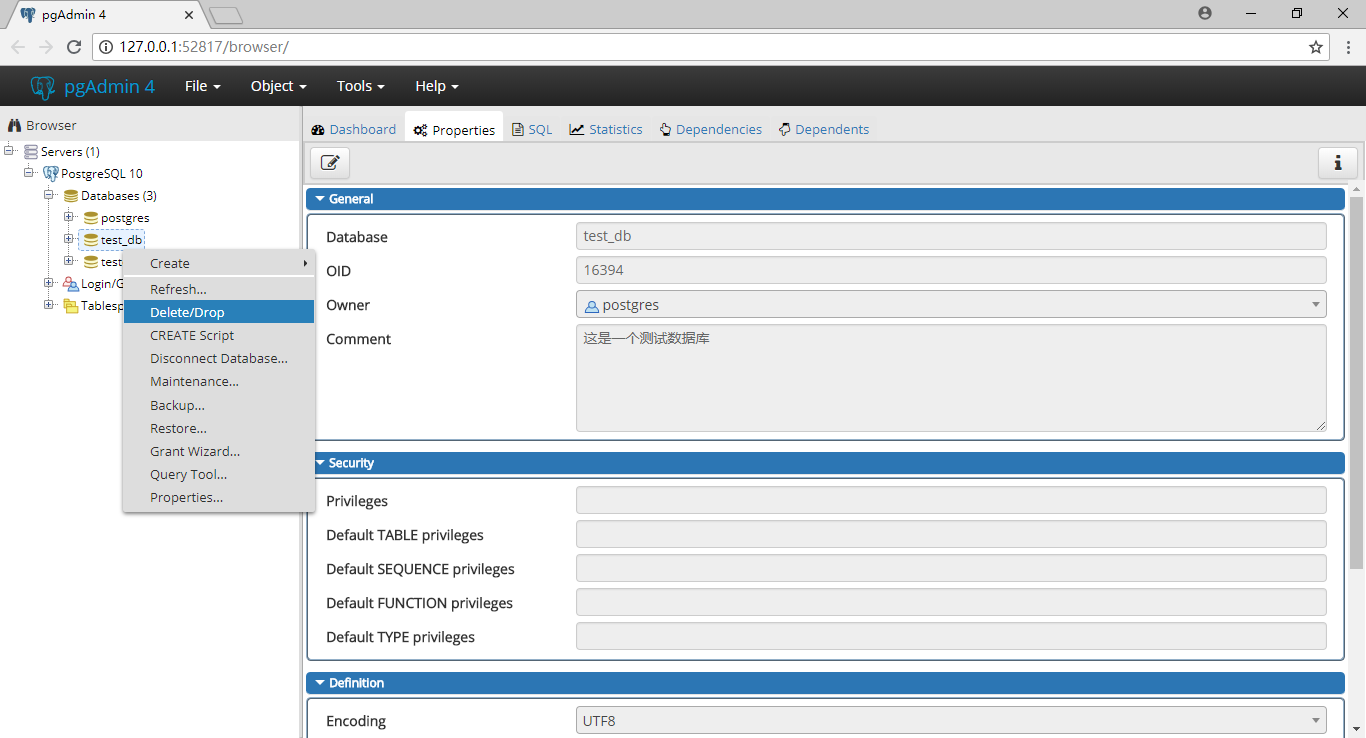 pgAdmin 4
127.0.0.1:52817/browser/
pgAdmin 4 File Object Tools Help
Browser
Servers (1)
PostgreSQL 10
Databases (3)
postgres
test_db
test
Login/G
Tablesp
Create
Refresh...
Delete/Drop
CREATE Script
Disconnect Database...
Maintenance...
Backup...
Restore...
Grant Wizard...
Query Tool...
Properties...
Dashboard Properties SQL Statistics Dependencies Dependents
General
Database test_db
OID 16394
Owner postgres
Comment 这是一个测试数据库
Security
Privileges
Default TABLE privileges
Default SEQUENCE privileges
Default FUNCTION privileges
Default TYPE privileges
Definition
Encoding UTF8